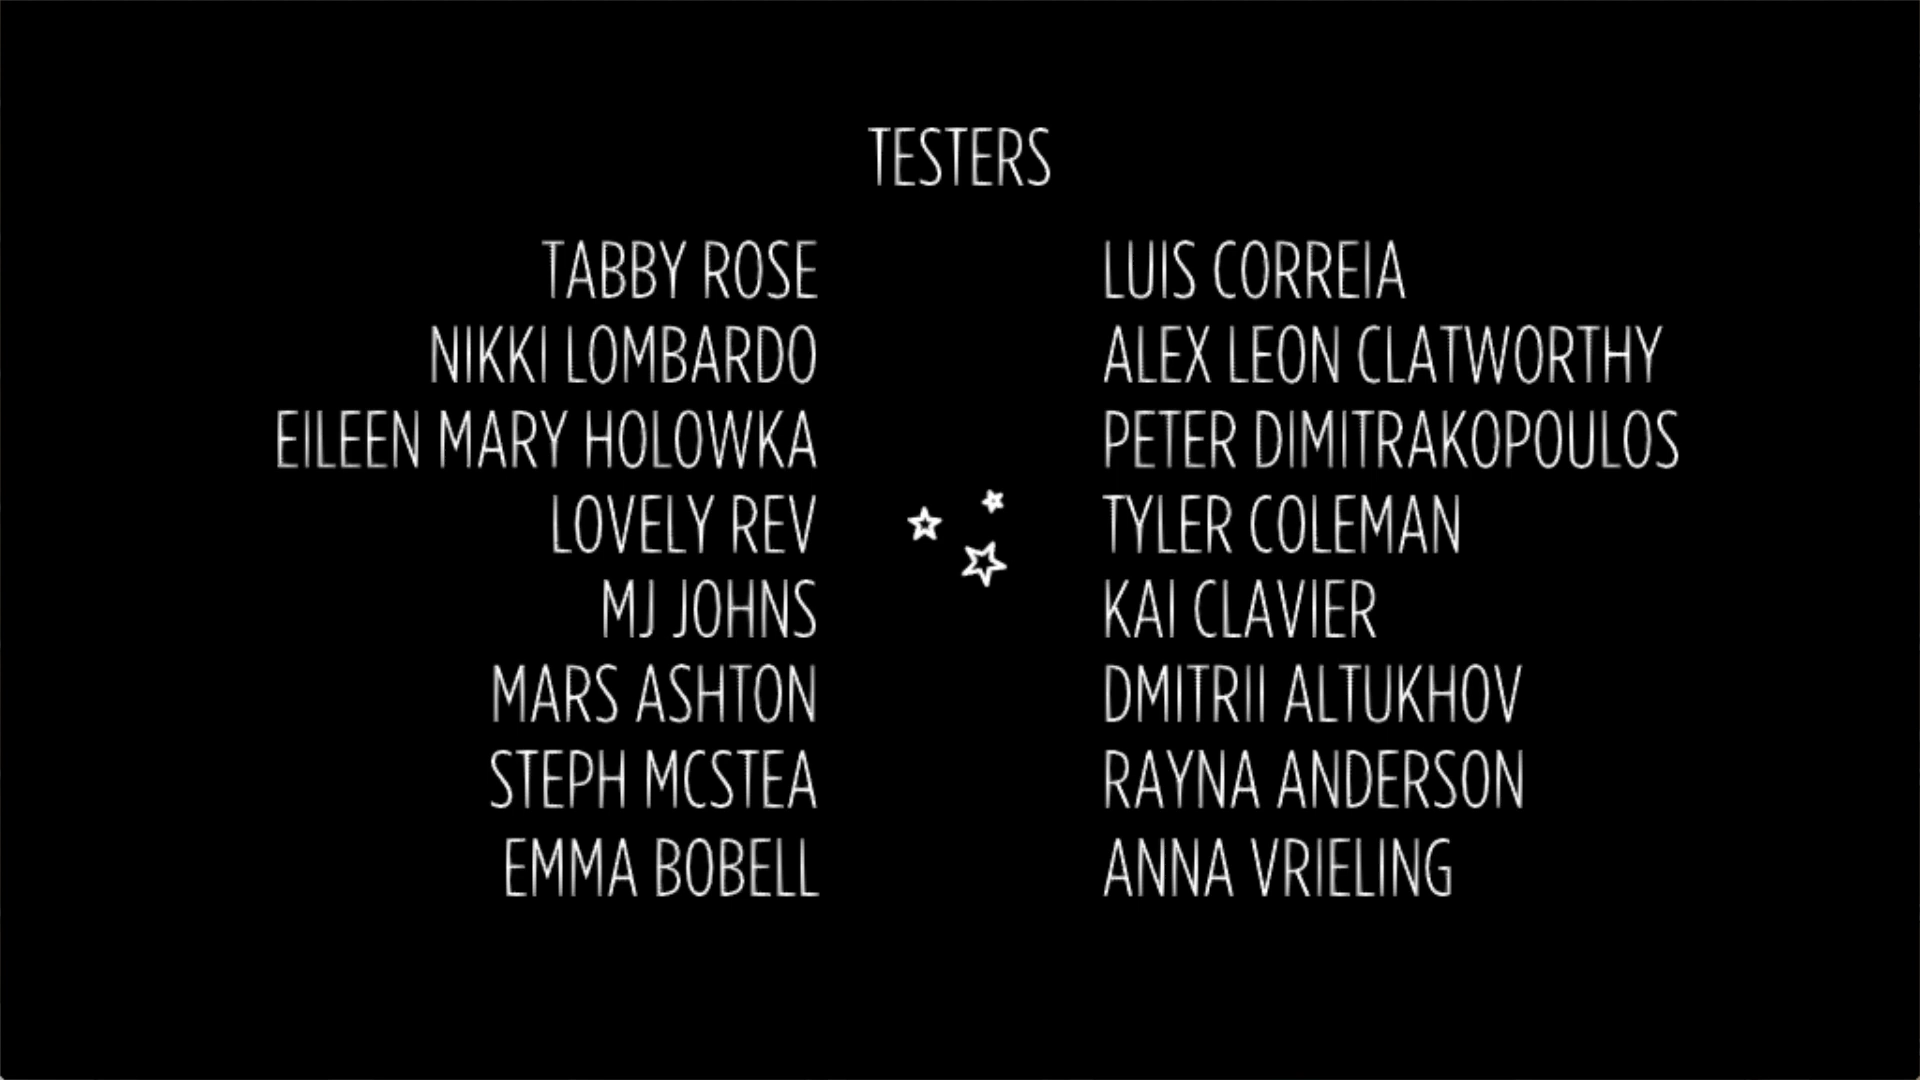 TESTERS
TABBY ROSE
NIKKI LOMBARDO
EILEEN MARY HOLOWKA
LOVELY REV
MJ JOHNS
MARS ASHTON
STEPH MCSTEA
EMMA BOBELL
LUIS CORREIA
ALEX LEON CLATWORTHY
PETER DIMITRAKOPOULOS
TYLER COLEMAN
KAI CLAVIER
DMITRII ALTUKHOV
RAYNA ANDERSON
ANNA VRIELING